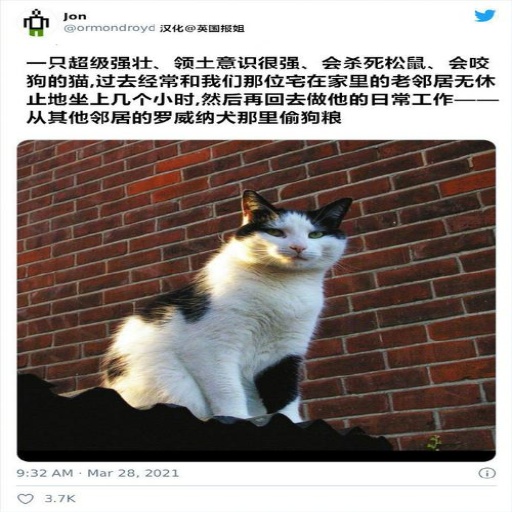 Jon
@ormondroyd 汉化@英国报姐
一只超级强壮、领土意识很强、会杀死松鼠、会咬
狗的猫,过去经常和我们那位宅在家里的老邻居无休
止地坐上几个小时,然后再回去做他的日常工作——
从其他邻居的罗威纳犬那里偷狗粮
9:32 AM · Mar 28, 2021
3.7K